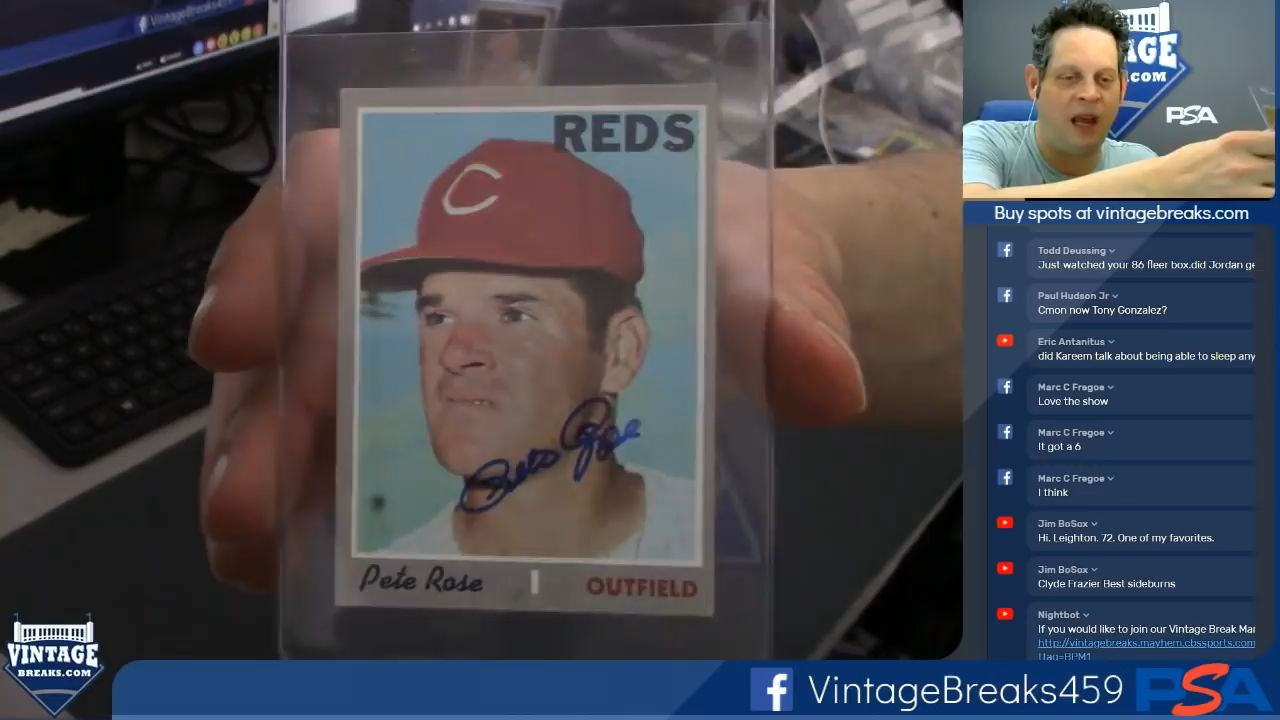 VintageBreaks459
REDS
C
Pete Rose
Pete Rose
OUTFIELD
VINTAGE
BREAKS.COM
VintageBreaks459
PSA
AGE
.COM
PSA
Buy spots at vintagebreaks.com
Todd Deussing
Just watched your 86 fleer box.did Jordan ge
Paul Hudson Jr
Cmon now Tony Gonzalez?
Eric Antanitus
did Kareem talk about being able to sleep any
Marc C Fregoe
Love the show
Marc C Fregoe
It got a 6
Marc C Fregoe
I think
Jim BoSox
Hi, Leighton. 72, One of my favorites.
Jim BoSox
Clyde Frazier Best sideburns
Nightbot
If you would like to join our Vintage Break Mar
http://vintagebreaks.mayhem.cbssports.com